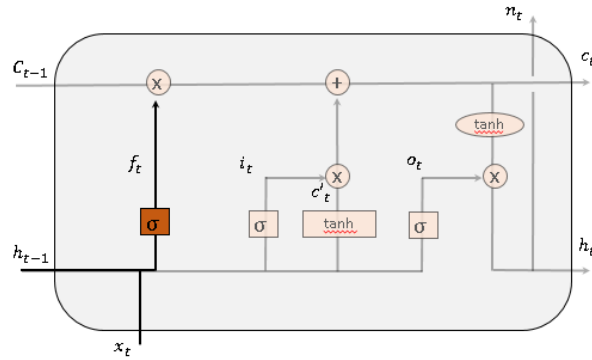 n_t
C_{t-1} x + c_t
tanh
f_t i_t x o_t x
c'_t
σ σ tanh σ
h_{t-1} h_t
x_t